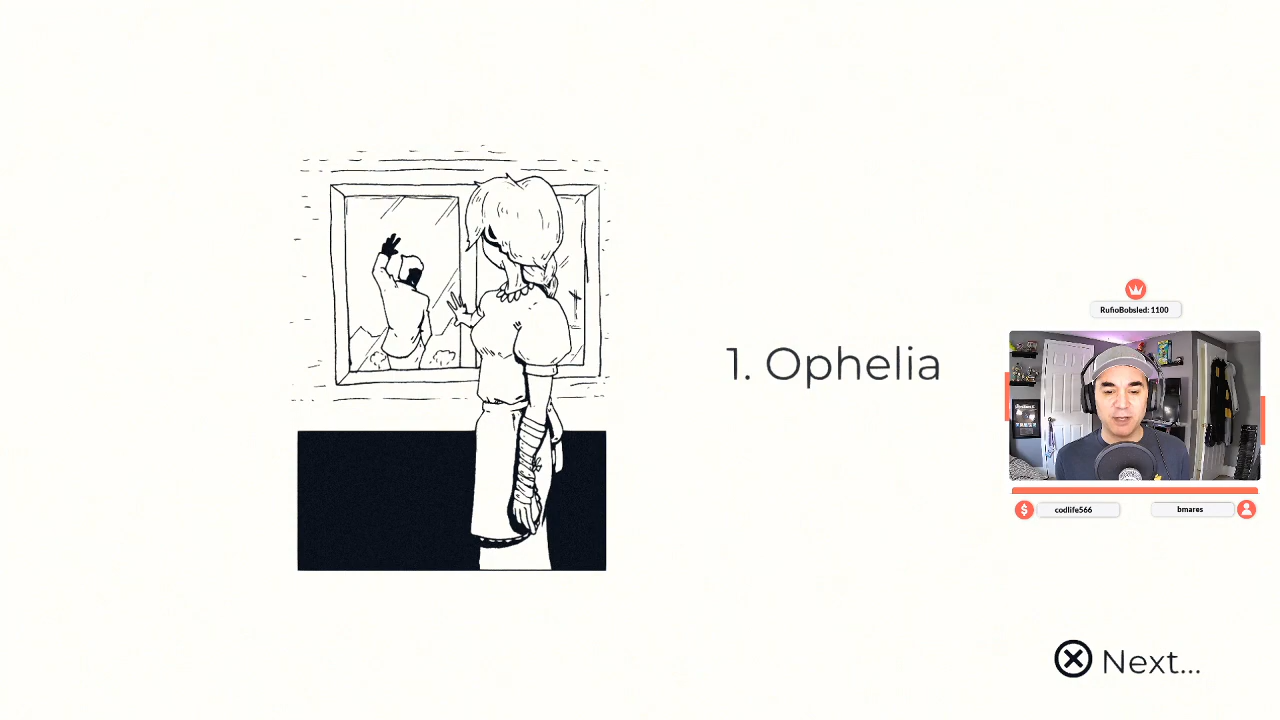 1. Ophelia
RufioBobsled: 1100
codlife566
bmares
Next...